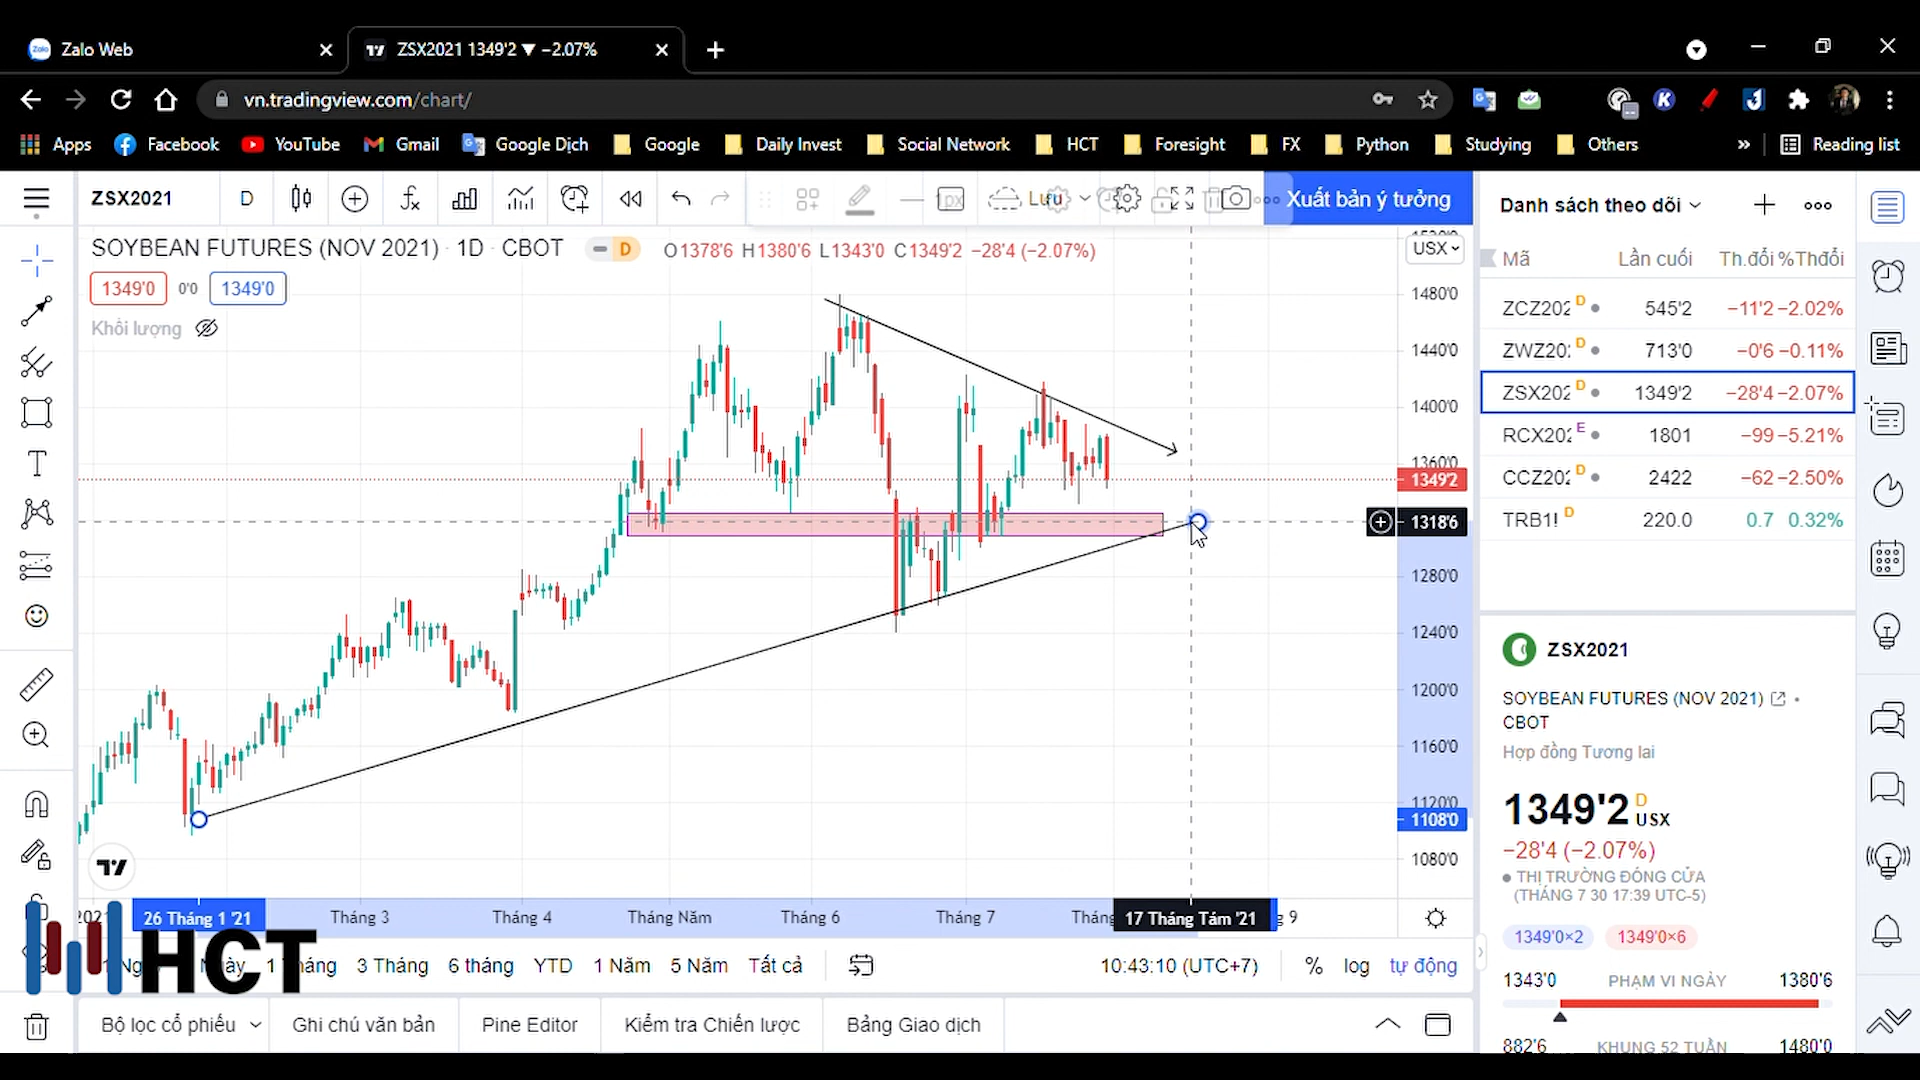 Zalo Web
ZSX2021 1349'2 ▼ −2.07%
vn.tradingview.com/chart/
Apps Facebook YouTube Gmail Google Dịch Google Daily Invest Social Network HCT Foresight FX Python Studying Others » Reading list
ZSX2021 D Lưu Xuất bản ý tưởng
1px
SOYBEAN FUTURES (NOV 2021) · 1D · CBOT D O1378'6 H1380'6 L1343'0 C1349'2 −28'4 (−2.07%)
1349'0 0'0 1349'0
Khối lượng
USX
1480'0
1440'0
1400'0
1360'0
1349'2
1318'6
1280'0
1240'0
1200'0
1160'0
1120'0
1108'0
1080'0
26 Tháng 1 '21 Tháng 3 Tháng 4 Tháng Năm Tháng 6 Tháng 7 17 Tháng Tám '21 9
HCT
3 Tháng 6 tháng YTD 1 Năm 5 Năm Tất cả 10:43:10 (UTC+7) % log tự động
Bộ lọc cổ phiếu Ghi chú văn bản Pine Editor Kiểm tra Chiến lược Bảng Giao dịch
Danh sách theo dõi
Mã Lần cuối Th.đổi %Thđổi
ZCZ202 D 545'2 −11'2 −2.02%
ZWZ20 D 713'0 −0'6 −0.11%
ZSX202 D 1349'2 −28'4 −2.07%
RCX202 E 1801 −99 −5.21%
CCZ202 D 2422 −62 −2.50%
TRB1! D 220.0 0.7 0.32%
ZSX2021
SOYBEAN FUTURES (NOV 2021) •
CBOT
Hợp đồng Tương lai
1349'2 D USX
−28'4 (−2.07%)
THỊ TRƯỜNG ĐÓNG CỬA
(THÁNG 7 30 17:39 UTC-5)
1349'0×2 1349'0×6
1343'0 PHẠM VI NGÀY 1380'6
882'6 KHUNG 52 TUẦN 1480'0